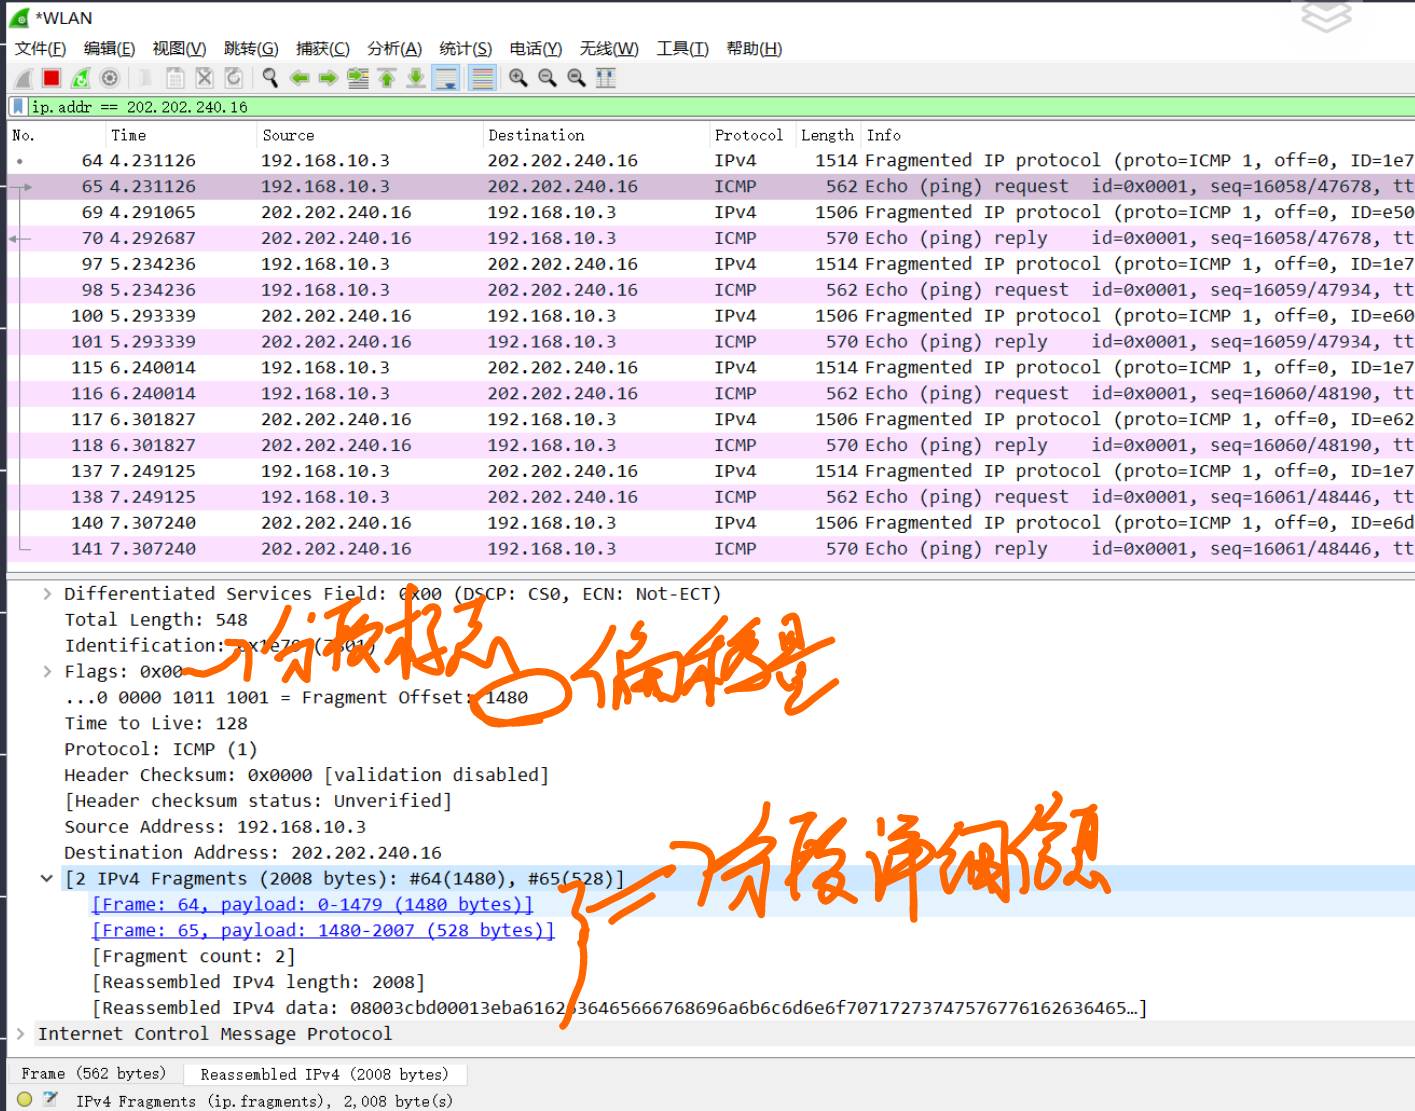 *WLAN
文件(F) 编辑(E) 视图(V) 跳转(G) 捕获(C) 分析(A) 统计(S) 电话(Y) 无线(W) 工具(T) 帮助(H)
ip.addr == 202.202.240.16
No. Time Source Destination Protocol Length Info
64 4.231126 192.168.10.3 202.202.240.16 IPv4 1514 Fragmented IP protocol (proto=ICMP 1, off=0, ID=1e7
65 4.231126 192.168.10.3 202.202.240.16 ICMP 562 Echo (ping) request id=0x0001, seq=16058/47678, tt
69 4.291065 202.202.240.16 192.168.10.3 IPv4 1506 Fragmented IP protocol (proto=ICMP 1, off=0, ID=e50
70 4.292687 202.202.240.16 192.168.10.3 ICMP 570 Echo (ping) reply id=0x0001, seq=16058/47678, tt
97 5.234236 192.168.10.3 202.202.240.16 IPv4 1514 Fragmented IP protocol (proto=ICMP 1, off=0, ID=1e7
98 5.234236 192.168.10.3 202.202.240.16 ICMP 562 Echo (ping) request id=0x0001, seq=16059/47934, tt
100 5.293339 202.202.240.16 192.168.10.3 IPv4 1506 Fragmented IP protocol (proto=ICMP 1, off=0, ID=e60
101 5.293339 202.202.240.16 192.168.10.3 ICMP 570 Echo (ping) reply id=0x0001, seq=16059/47934, tt
115 6.240014 192.168.10.3 202.202.240.16 IPv4 1514 Fragmented IP protocol (proto=ICMP 1, off=0, ID=1e7
116 6.240014 192.168.10.3 202.202.240.16 ICMP 562 Echo (ping) request id=0x0001, seq=16060/48190, tt
117 6.301827 202.202.240.16 192.168.10.3 IPv4 1506 Fragmented IP protocol (proto=ICMP 1, off=0, ID=e62
118 6.301827 202.202.240.16 192.168.10.3 ICMP 570 Echo (ping) reply id=0x0001, seq=16060/48190, tt
137 7.249125 192.168.10.3 202.202.240.16 IPv4 1514 Fragmented IP protocol (proto=ICMP 1, off=0, ID=1e7
138 7.249125 192.168.10.3 202.202.240.16 ICMP 562 Echo (ping) request id=0x0001, seq=16061/48446, tt
140 7.307240 202.202.240.16 192.168.10.3 IPv4 1506 Fragmented IP protocol (proto=ICMP 1, off=0, ID=e6d
141 7.307240 202.202.240.16 192.168.10.3 ICMP 570 Echo (ping) reply id=0x0001, seq=16061/48446, tt
Differentiated Services Field: 0x00 (DSCP: CS0, ECN: Not-ECT)
Total Length: 548
Identification:
Flags: 0x00 分段标志 偏移量
...0 0000 1011 1001 = Fragment Offset: 1480
Time to Live: 128
Protocol: ICMP (1)
Header Checksum: 0x0000 [validation disabled]
[Header checksum status: Unverified]
Source Address: 192.168.10.3
Destination Address: 202.202.240.16
分段详细信息
[2 IPv4 Fragments (2008 bytes): #64(1480), #65(528)]
[Frame: 64, payload: 0-1479 (1480 bytes)]
[Frame: 65, payload: 1480-2007 (528 bytes)]
[Fragment count: 2]
[Reassembled IPv4 length: 2008]
[Reassembled IPv4 data: 08003cbd00013eba6162636465666768696a6b6c6d6e6f7071727374757677616263646​5…]
Internet Control Message Protocol
Frame (562 bytes) Reassembled IPv4 (2008 bytes)
IPv4 Fragments (ip.fragments), 2,008 byte(s)